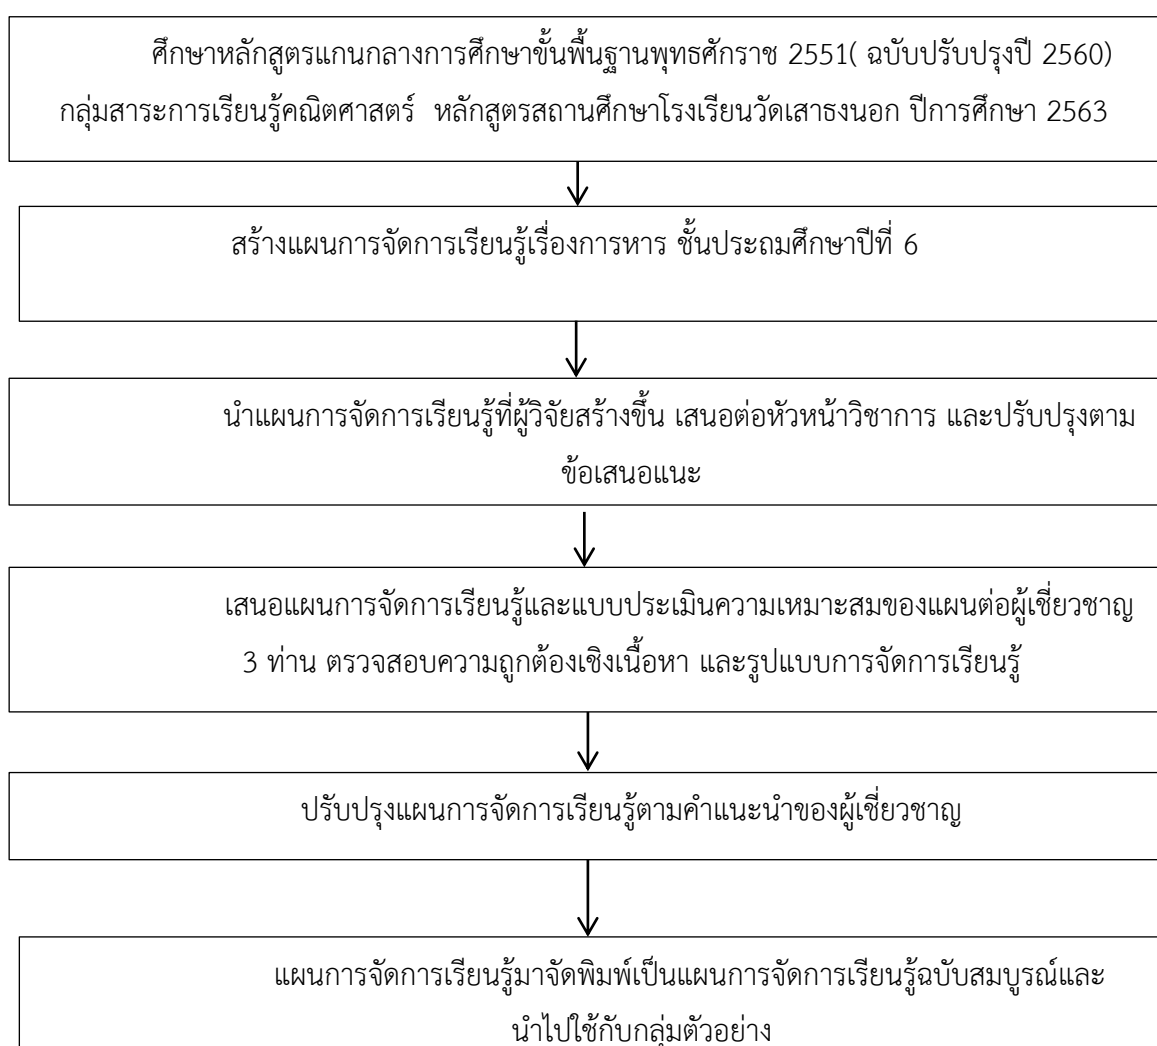 ศึกษาหลักสูตรแกนกลางการศึกษาขั้นพื้นฐานพุทธศักราช 2551( ฉบับปรับปรุงปี 2560)
กลุ่มสาระการเรียนรู้คณิตศาสตร์ หลักสูตรสถานศึกษาโรงเรียนวัดเสาธงนอก ปีการศึกษา 2563
สร้างแผนการจัดการเรียนรู้เรื่องการหาร ชั้นประถมศึกษาปีที่ 6
นำแผนการจัดการเรียนรู้ที่ผู้วิจัยสร้างขึ้น เสนอต่อหัวหน้าวิชาการ และปรับปรุงตาม
ข้อเสนอแนะ
เสนอแผนการจัดการเรียนรู้และแบบประเมินความเหมาะสมของแผนต่อผู้เชี่ยวชาญ
3 ท่าน ตรวจสอบความถูกต้องเชิงเนื้อหา และรูปแบบการจัดการเรียนรู้
ปรับปรุงแผนการจัดการเรียนรู้ตามคำแนะนำของผู้เชี่ยวชาญ
แผนการจัดการเรียนรู้มาจัดพิมพ์เป็นแผนการจัดการเรียนรู้ฉบับสมบูรณ์และ
นำไปใช้กับกลุ่มตัวอย่าง